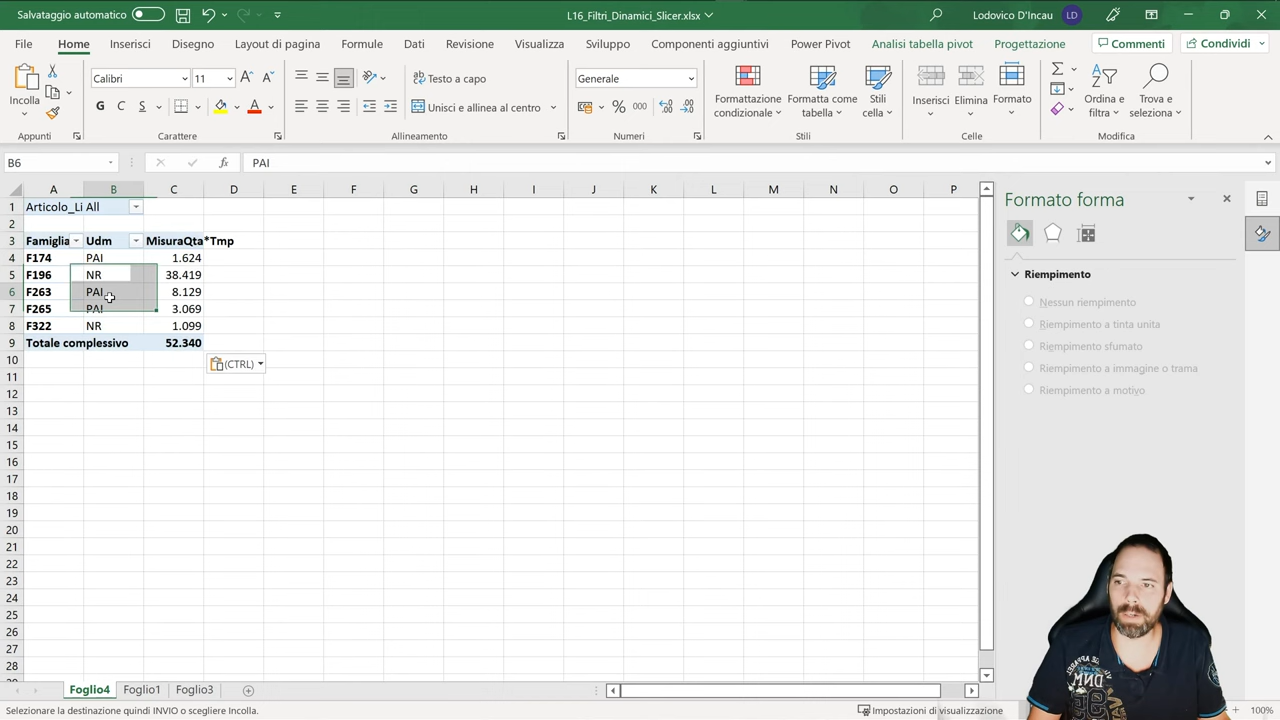 Salvataggio automatico
L16_Filtri_Dinamici_Slicer.xlsx
Lodovico D'Incau
LD
File
Home
Inserisci
Disegno
Layout di pagina
Formule
Dati
Revisione
Visualizza
Sviluppo
Componenti aggiuntivi
Power Pivot
Analisi tabella pivot
Progettazione
Commenti
Condividi
Incolla
Calibri
11
Testo a capo
Generale
G C S
Unisci e allinea al centro
% 000
Formattazione condizionale
Formatta come tabella
Stili cella
Inserisci
Elimina
Formato
Ordina e filtra
Trova e seleziona
Appunti
Carattere
Allineamento
Numeri
Stili
Celle
Modifica
B6
fx
PAI
A B C D E F G H I J K L M N O P
1 Articolo_Li All
2
3 Famiglia Udm MisuraQta*Tmp
4 F174 PAI 1.624
5 F196 NR 38.419
6 F263 PAI 8.129
7 F265 PAI 3.069
8 F322 NR 1.099
9 Totale complessivo 52.340
10
(CTRL)
11
12
13
14
15
16
17
18
19
20
21
22
23
24
25
26
27
28
Formato forma
Riempimento
Nessun riempimento
Riempimento a tinta unita
Riempimento sfumato
Riempimento a immagine o trama
Riempimento a motivo
Foglio4
Foglio1
Foglio3
Selezionare la destinazione quindi INVIO o scegliere Incolla.
Impostazioni di visualizzazione
100%